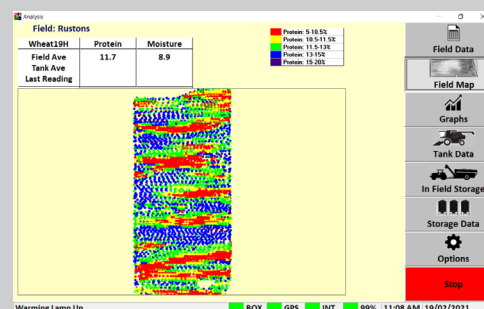 Analysis
Field: Rustons
Wheat19H Protein Moisture
Field Ave 11.7 8.9
Tank Ave
Last Reading
Protein: 5-10.5%
Protein: 10.5-11.5%
Protein: 11.5-13%
Protein: 13-15%
Protein: 15-20%
Field Data
Field Map
Graphs
Tank Data
In Field Storage
Storage Data
Options
Stop
Warming Lamp Up BOX GPS INT 99% 11:08 AM 19/02/2021